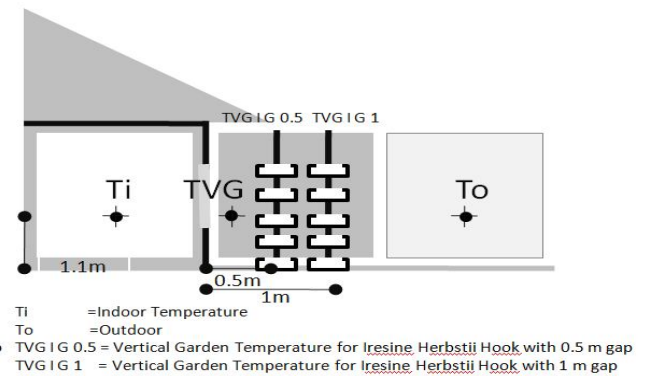 TVG I G 0.5 TVG I G 1
Ti TVG To
1.1m
0.5m
1m
Ti =Indoor Temperature
To =Outdoor
TVG I G 0.5 = Vertical Garden Temperature for Iresine Herbstii Hook with 0.5 m gap
TVG I G 1 = Vertical Garden Temperature for Iresine Herbstii Hook with 1 m gap